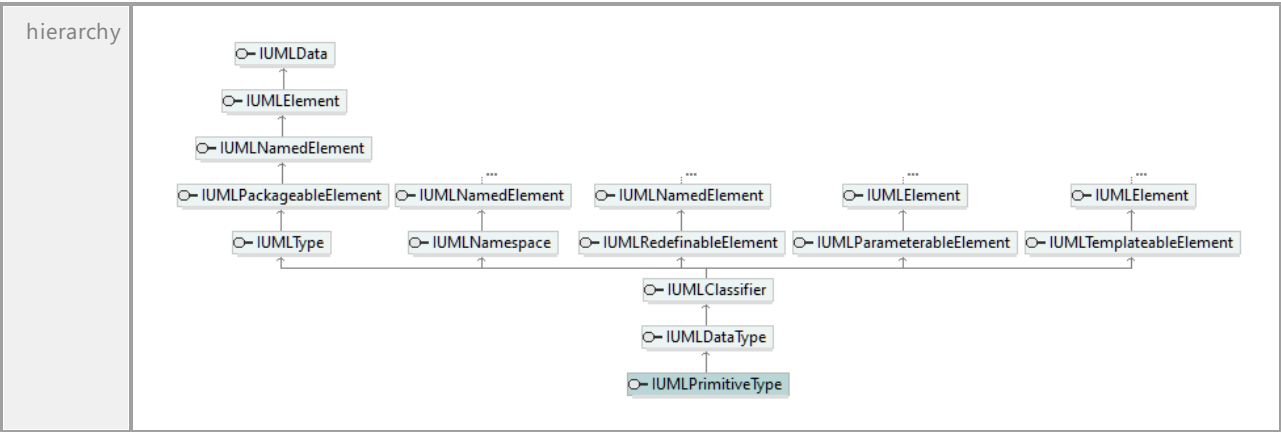 hierarchy
IUMLData
IUMLElement
IUMLNamedElement
... ... ... ...
IUMLPackageableElement IUMLNamedElement IUMLNamedElement IUMLElement IUMLElement
IUMLType IUMLNamespace IUMLRedefinableElement IUMLParameterableElement IUMLTemplateableElement
IUMLClassifier
IUMLDataType
IUMLPrimitiveType